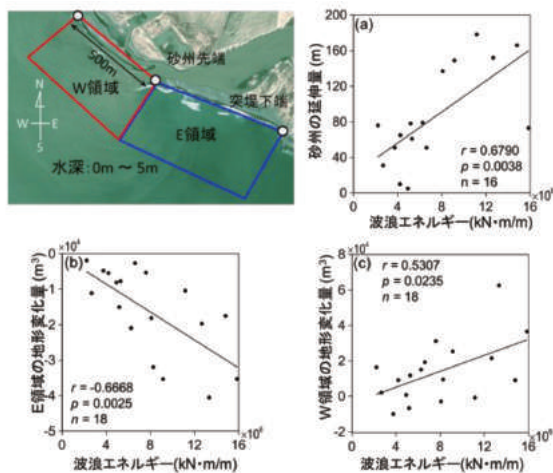 500m
砂州先端
W領域
N
W E
S
突堤下端
E領域
水深：0m ～ 5m
(a)
砂州の延伸量 (m)
200
160
120
80
40
0
r = 0.6790
p = 0.0038
n = 16
0 4 8 12 16
×10⁶
波浪エネルギー(kN・m/m)
(b)
×10⁴
E領域の地形変化量 (m³)
0
-1
-2
-3
-4
-5
r = -0.6668
p = 0.0025
n = 18
0 4 8 12 16
×10⁶
波浪エネルギー(kN・m/m)
(c)
×10⁴
W領域の地形変化量 (m³)
8
6
4
2
0
-2
r = 0.5307
p = 0.0235
n = 18
0 4 8 12 16
×10⁶
波浪エネルギー(kN・m/m)